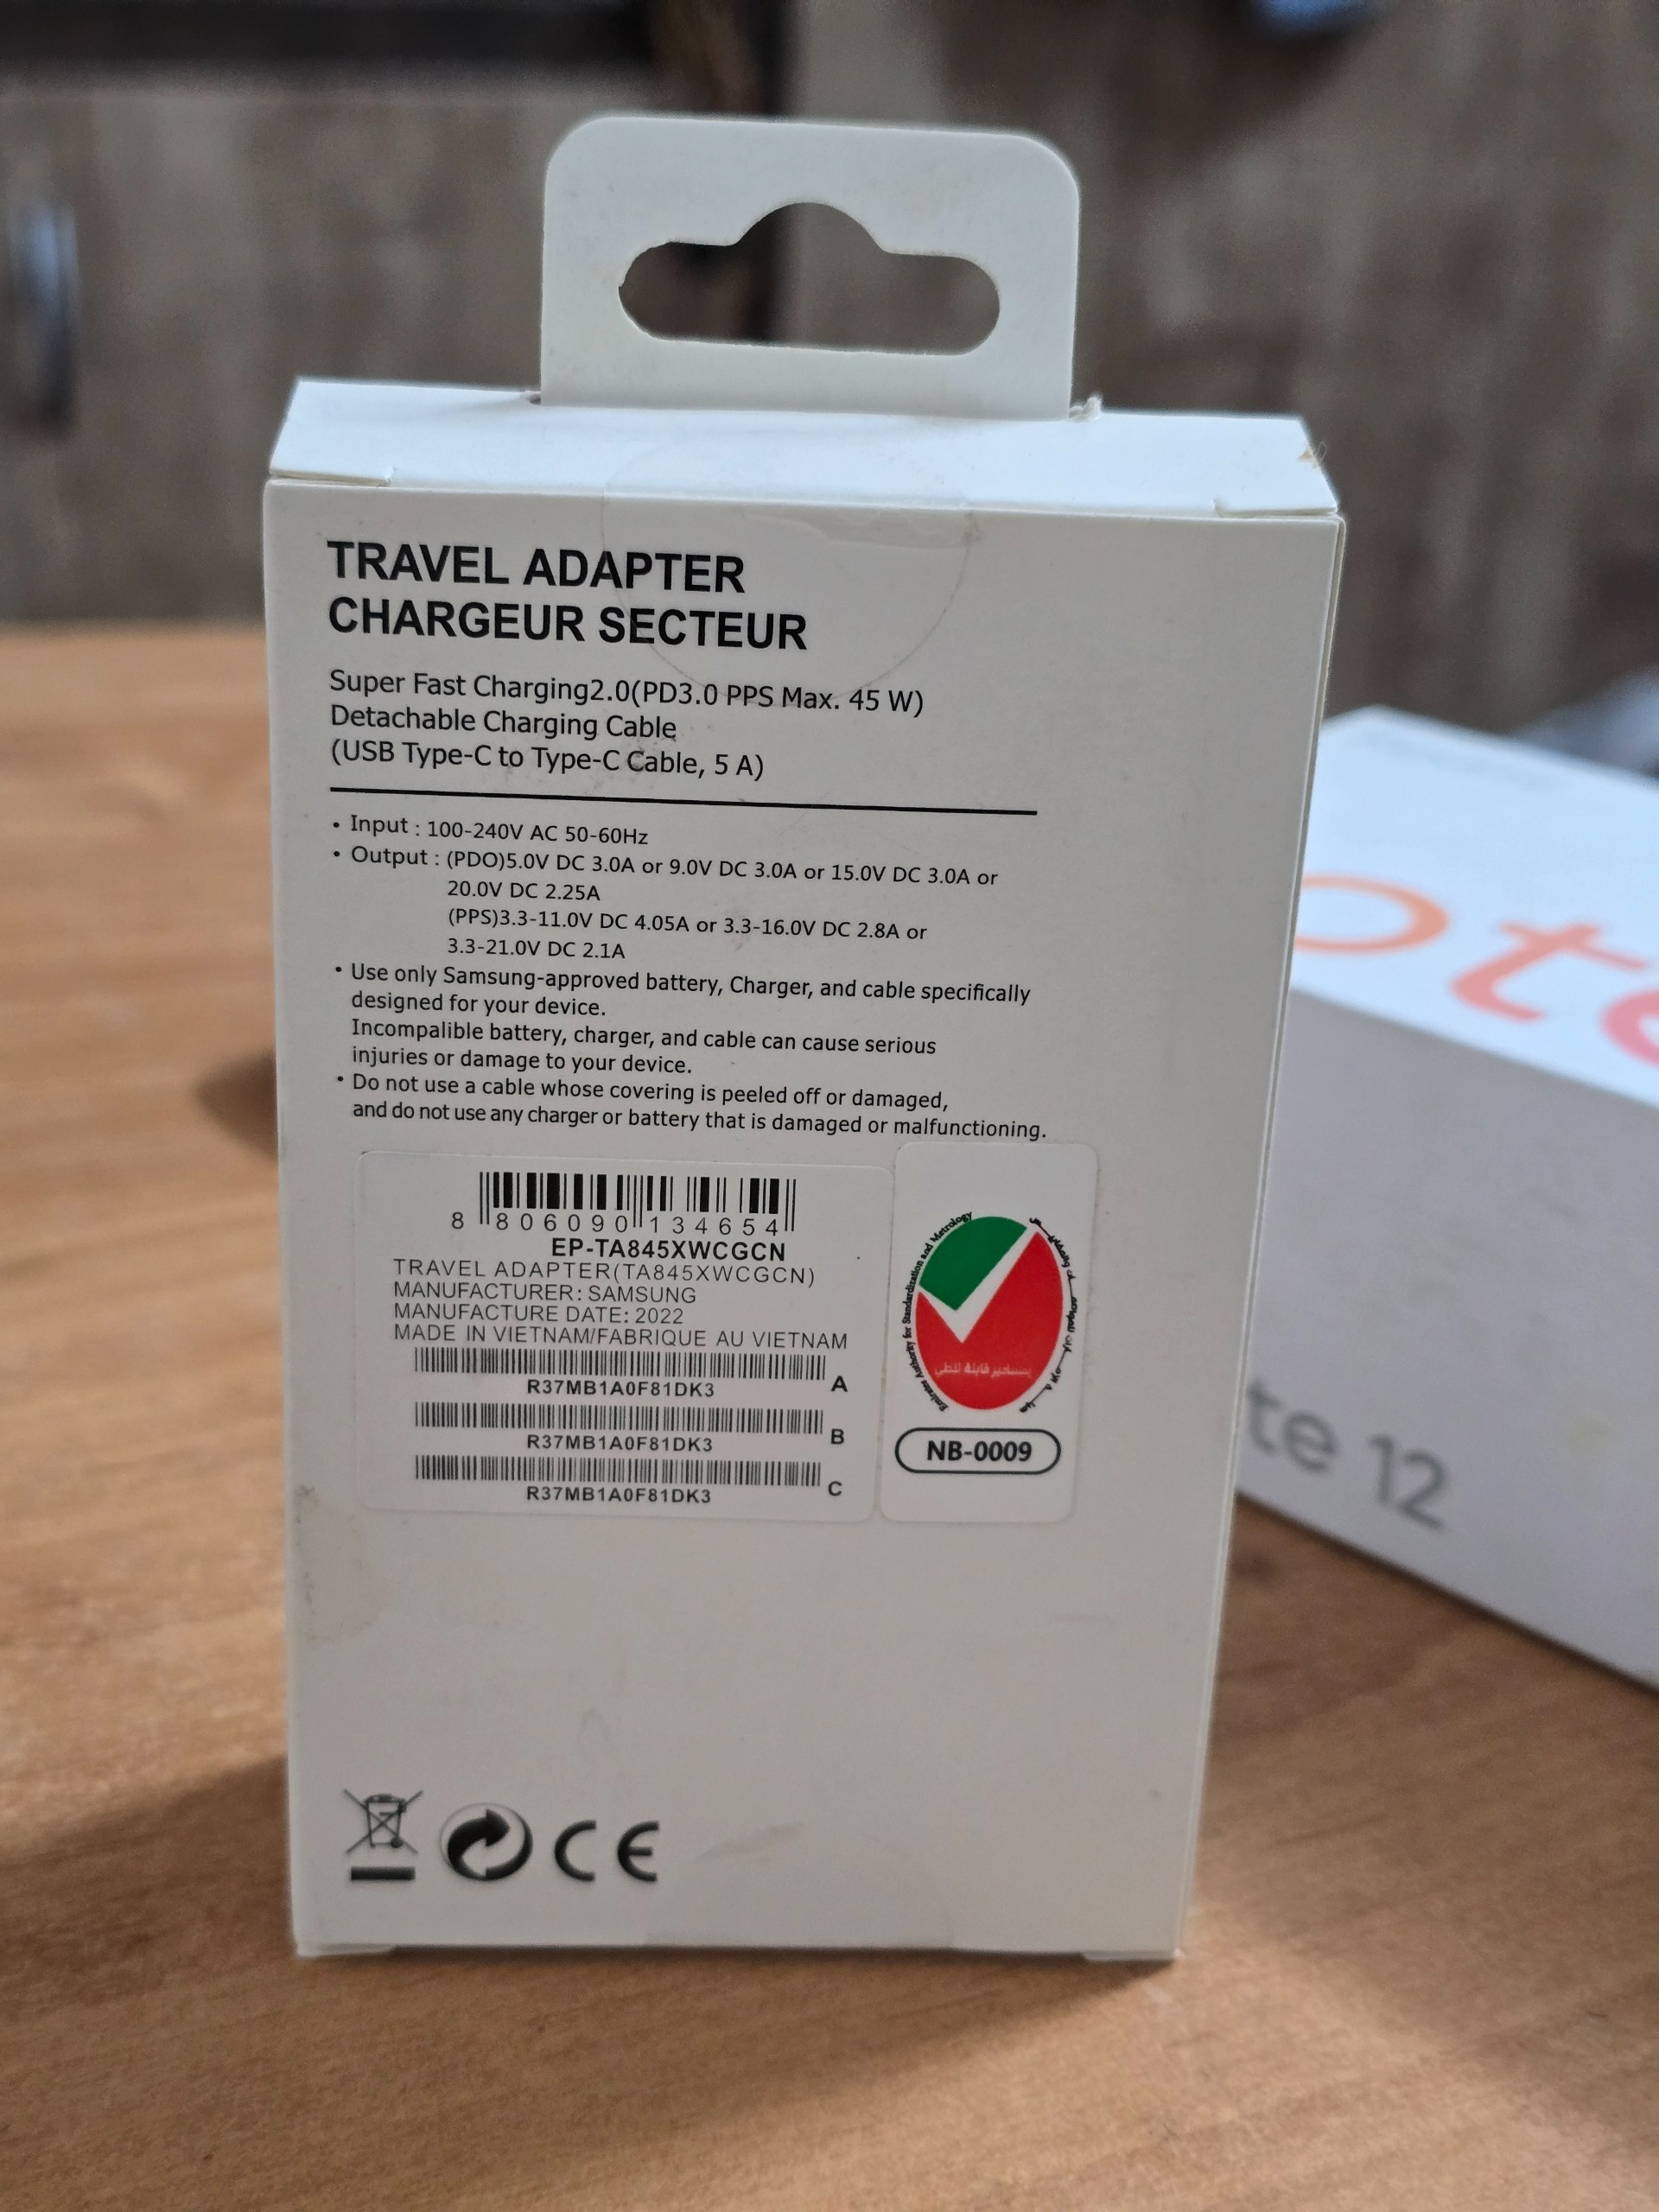 TRAVEL ADAPTER
CHARGEUR SECTEUR
Super Fast Charging2.0(PD3.0 PPS Max. 45 W)
Detachable Charging Cable
(USB Type-C to Type-C Cable, 5 A)
• Input : 100-240V AC 50-60Hz
• Output : (PDO)5.0V DC 3.0A or 9.0V DC 3.0A or 15.0V DC 3.0A or
20.0V DC 2.25A
(PPS)3.3-11.0V DC 4.05A or 3.3-16.0V DC 2.8A or
3.3-21.0V DC 2.1A
• Use only Samsung-approved battery, Charger, and cable specifically
designed for your device.
Incompalible battery, charger, and cable can cause serious
injuries or damage to your device.
• Do not use a cable whose covering is peeled off or damaged,
and do not use any charger or battery that is damaged or malfunctioning.
8 806090 134654
EP-TA845XWCGCN
TRAVEL ADAPTER(TA845XWCGCN)
MANUFACTURER: SAMSUNG
MANUFACTURE DATE: 2022
MADE IN VIETNAM/FABRIQUE AU VIETNAM
R37MB1A0F81DK3 A
R37MB1A0F81DK3 B
R37MB1A0F81DK3 C
Emirates Authority for Standardization and Metrology
NB-0009
CE
ote
te 12